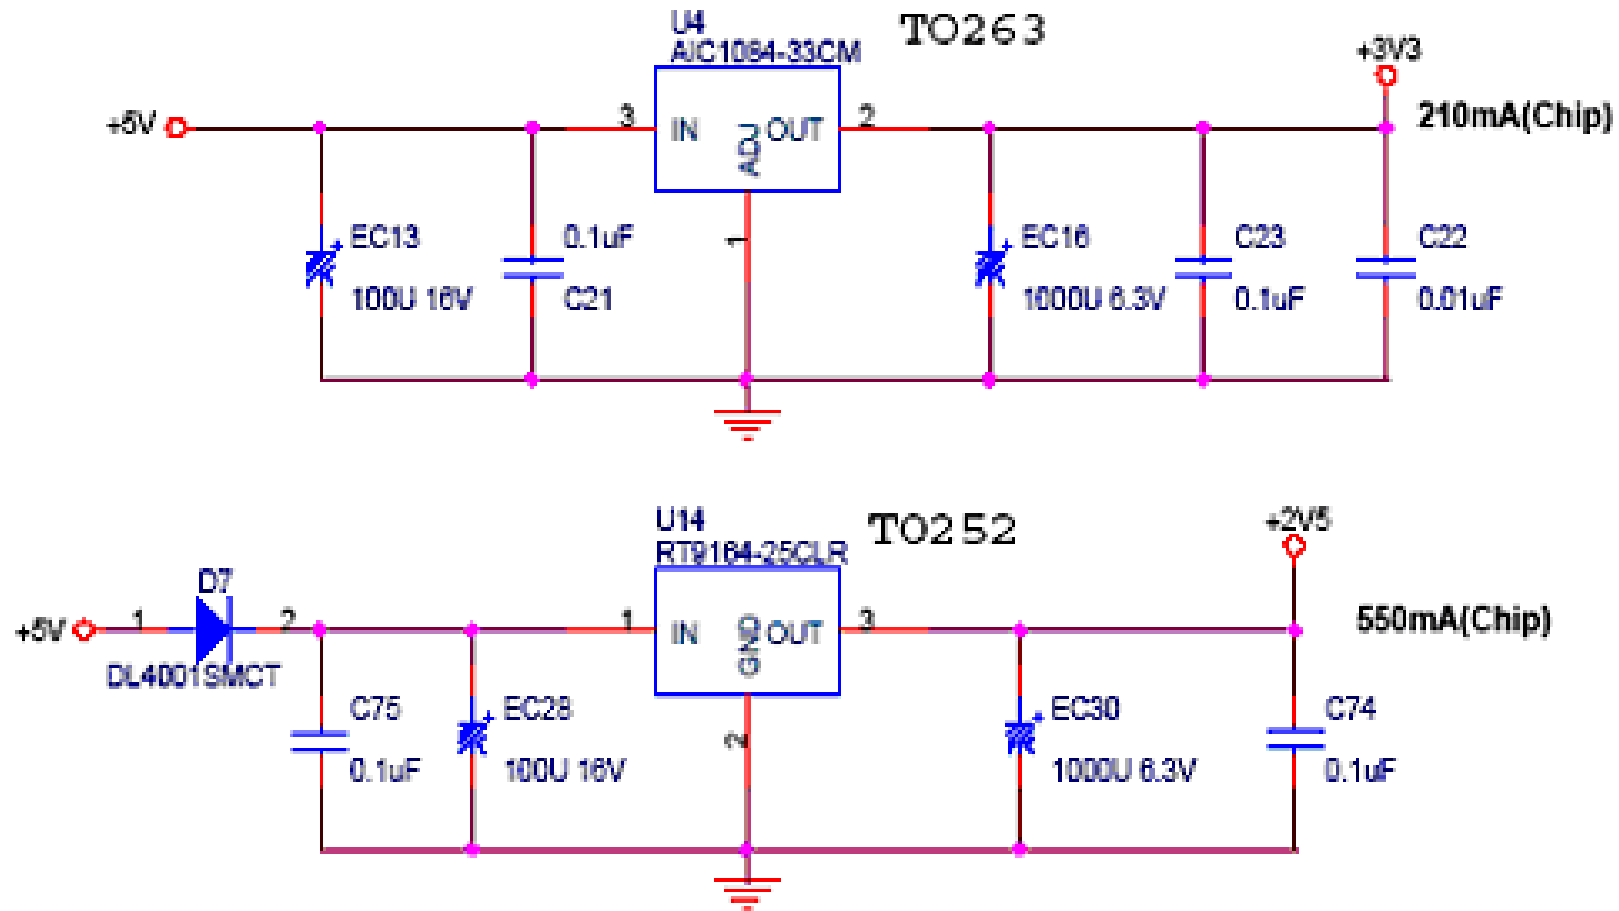 U4
AIC1084-33CM
TO263
+3V3
210mA(Chip)
+5V
3
IN
ADJ
OUT
2
1
EC13
100U 16V
0.1uF
C21
EC16
1000U 6.3V
C23
0.1uF
C22
0.01uF
U14
RT9164-25CLR
TO252
+2V5
550mA(Chip)
+5V
1
D7
2
DL4001SMCT
1
IN
GND
OUT
3
2
C75
0.1uF
EC28
100U 16V
EC30
1000U 6.3V
C74
0.1uF